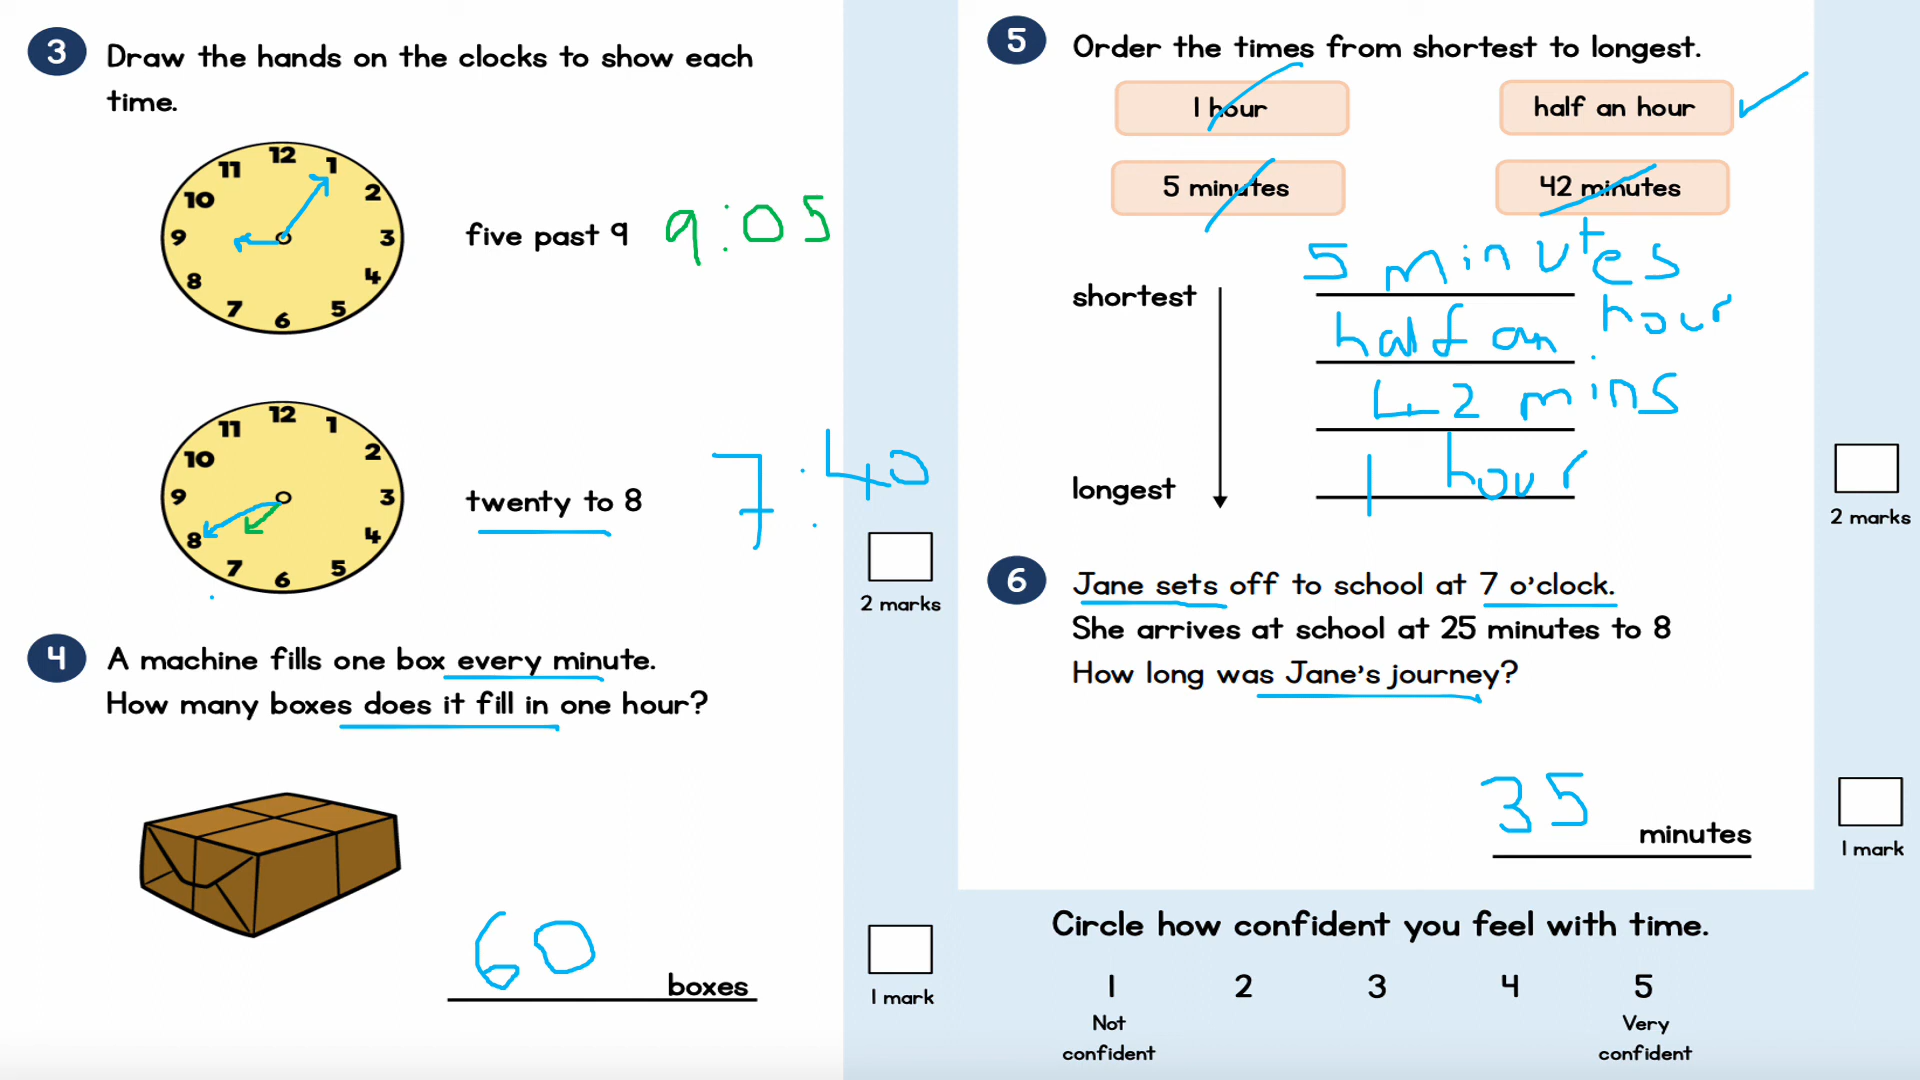 3 Draw the hands on the clocks to show each
time.
12
11 1
10 2
9 3
8 4
7 5
6
five past 9 9:05
12
11 1
10 2
9 3
8 4
7 5
6
twenty to 8 7:40
2 marks
4 A machine fills one box every minute.
How many boxes does it fill in one hour?
60 boxes
1 mark
5 Order the times from shortest to longest.
1 hour half an hour
5 minutes 42 minutes
shortest 5 minutes
half an hour
42 mins
longest 1 hour
2 marks
6 Jane sets off to school at 7 o'clock.
She arrives at school at 25 minutes to 8
How long was Jane's journey?
35 minutes
1 mark
Circle how confident you feel with time.
1 2 3 4 5
Not confident
Very confident